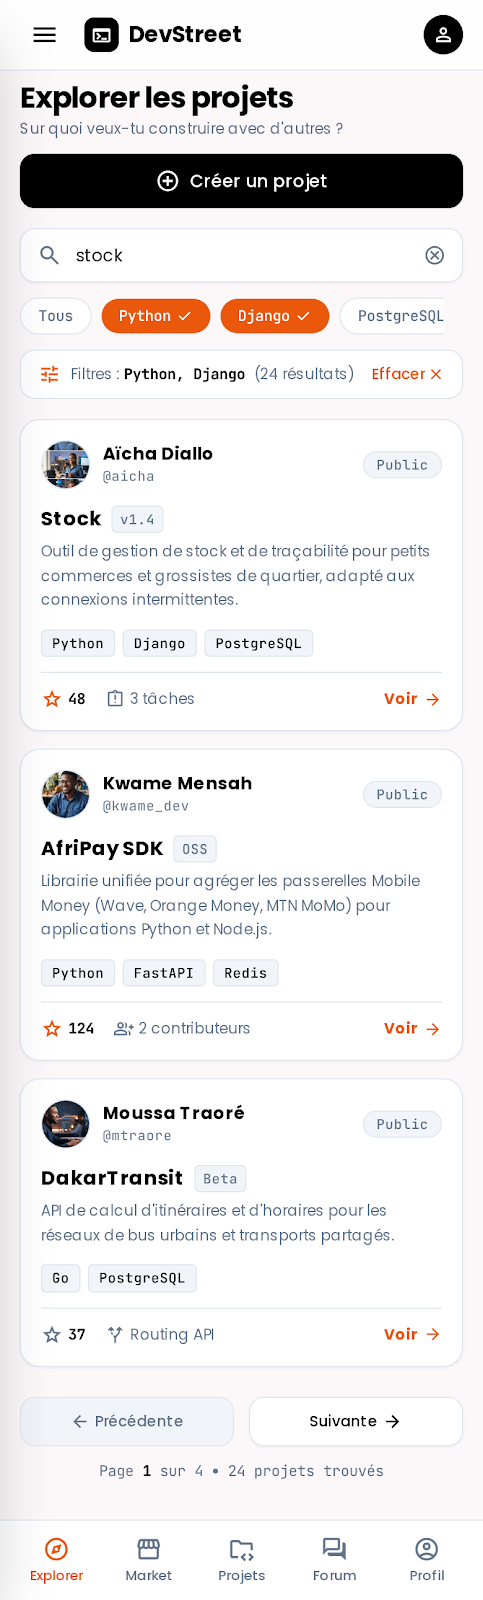 DevStreet
Explorer les projets
Sur quoi veux-tu construire avec d'autres ?
Créer un projet
stock
Tous Python Django PostgreSQL
Filtres : Python, Django (24 résultats) Effacer
Aïcha Diallo
@aicha
Public
Stock v1.4
Outil de gestion de stock et de traçabilité pour petits
commerces et grossistes de quartier, adapté aux
connexions intermittentes.
Python Django PostgreSQL
48 3 tâches Voir
Kwame Mensah
@kwame_dev
Public
AfriPay SDK OSS
Librairie unifiée pour agréger les passerelles Mobile
Money (Wave, Orange Money, MTN MoMo) pour
applications Python et Node.js.
Python FastAPI Redis
124 2 contributeurs Voir
Moussa Traoré
@mtraore
Public
DakarTransit Beta
API de calcul d'itinéraires et d'horaires pour les
réseaux de bus urbains et transports partagés.
Go PostgreSQL
37 Routing API Voir
Précédente Suivante
Page 1 sur 4 • 24 projets trouvés
Explorer Market Projets Forum Profil